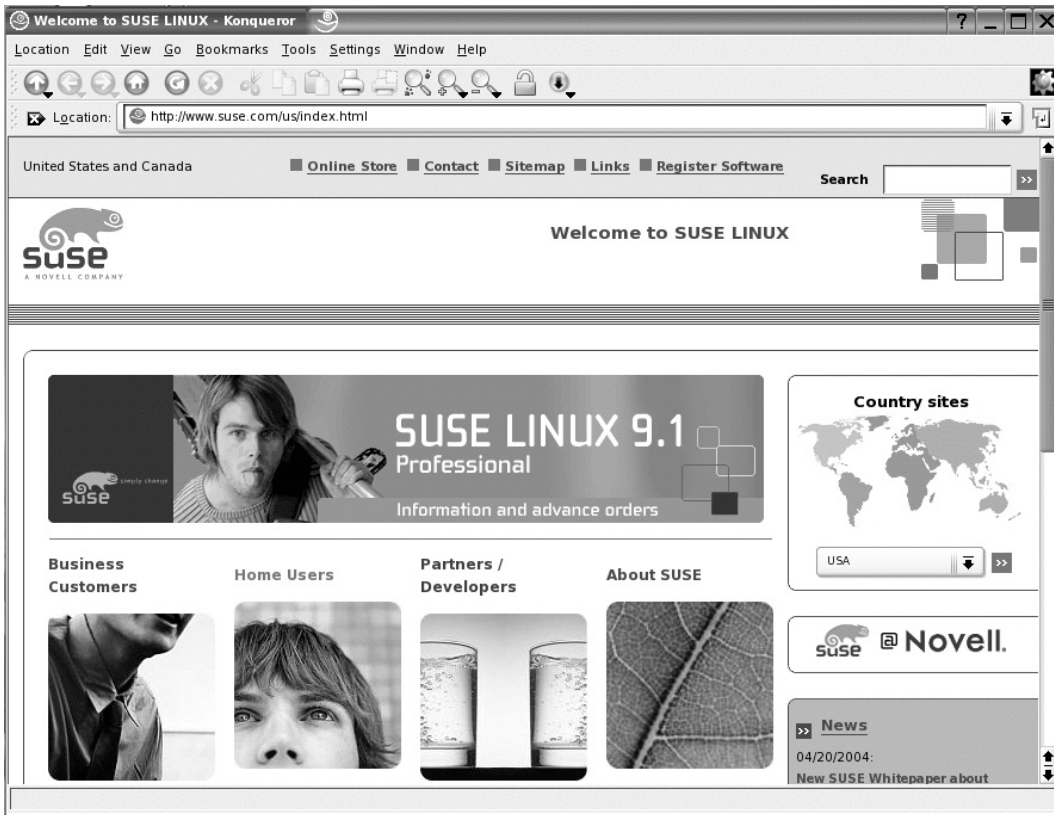 Welcome to SUSE LINUX - Konqueror
Location Edit View Go Bookmarks Tools Settings Window Help
Location: http://www.suse.com/us/index.html
United States and Canada
Online Store Contact Sitemap Links Register Software
Search
suse
A NOVELL COMPANY
Welcome to SUSE LINUX
suse simply change
SUSE LINUX 9.1
Professional
Information and advance orders
Country sites
USA
Business
Customers
Home Users
Partners /
Developers
About SUSE
suse @ Novell.
News
04/20/2004:
New SUSE Whitepaper about